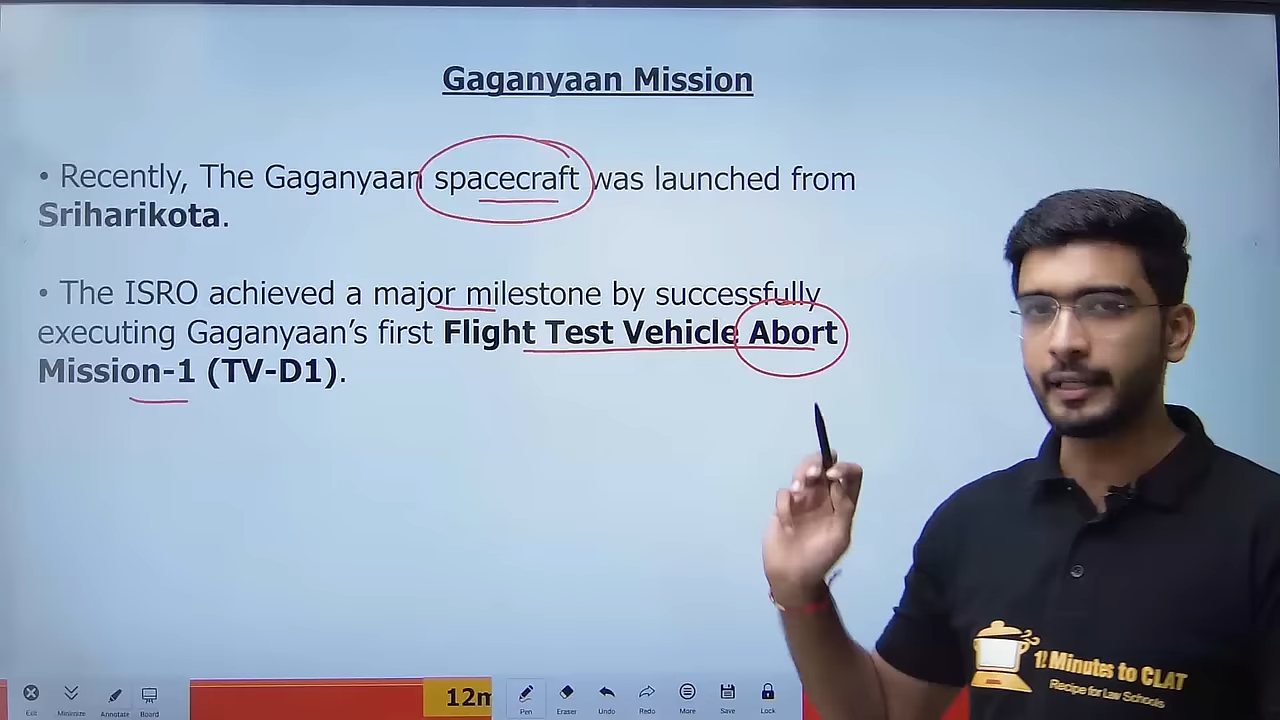 Gaganyaan Mission
• Recently, The Gaganyaan spacecraft was launched from
Sriharikota.
• The ISRO achieved a major milestone by successfully
executing Gaganyaan’s first Flight Test Vehicle Abort
Mission-1 (TV-D1).
12 Minutes to CLAT
Recipe for Law Schools
12m
Exit Minimize Annotate Board Pen Eraser Undo Redo More Save Lock